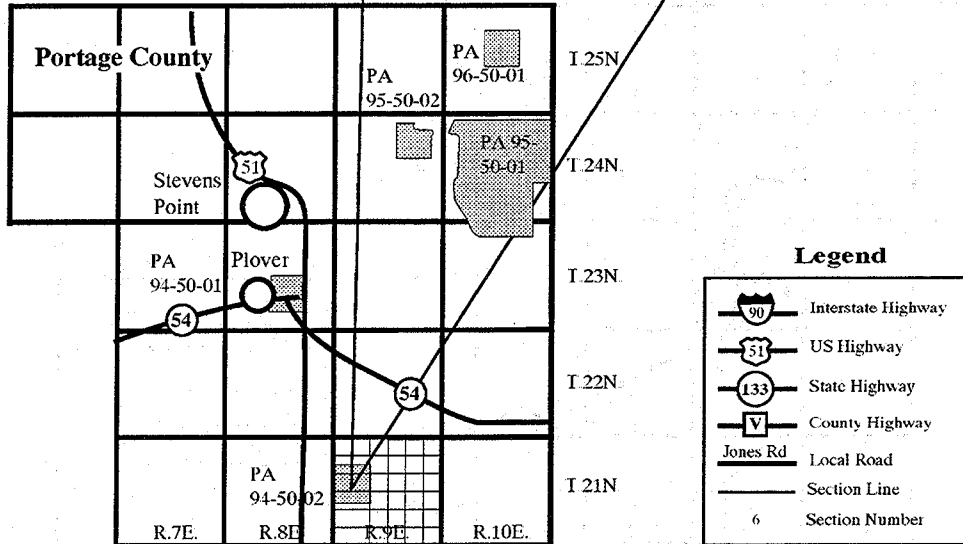 Portage County
PA
95-50-02
PA
96-50-01
T.25N.
51
Stevens
Point
PA 95-
50-01
T.24N.
PA
94-50-01
Plover
54
T.23N.
54
T.22N.
PA
94-50-02
T.21N.
R.7E.
R.8E
R.9E.
R.10E.
Legend
90
Interstate Highway
51
US Highway
133
State Highway
V
County Highway
Jones Rd
Local Road
Section Line
6
Section Number